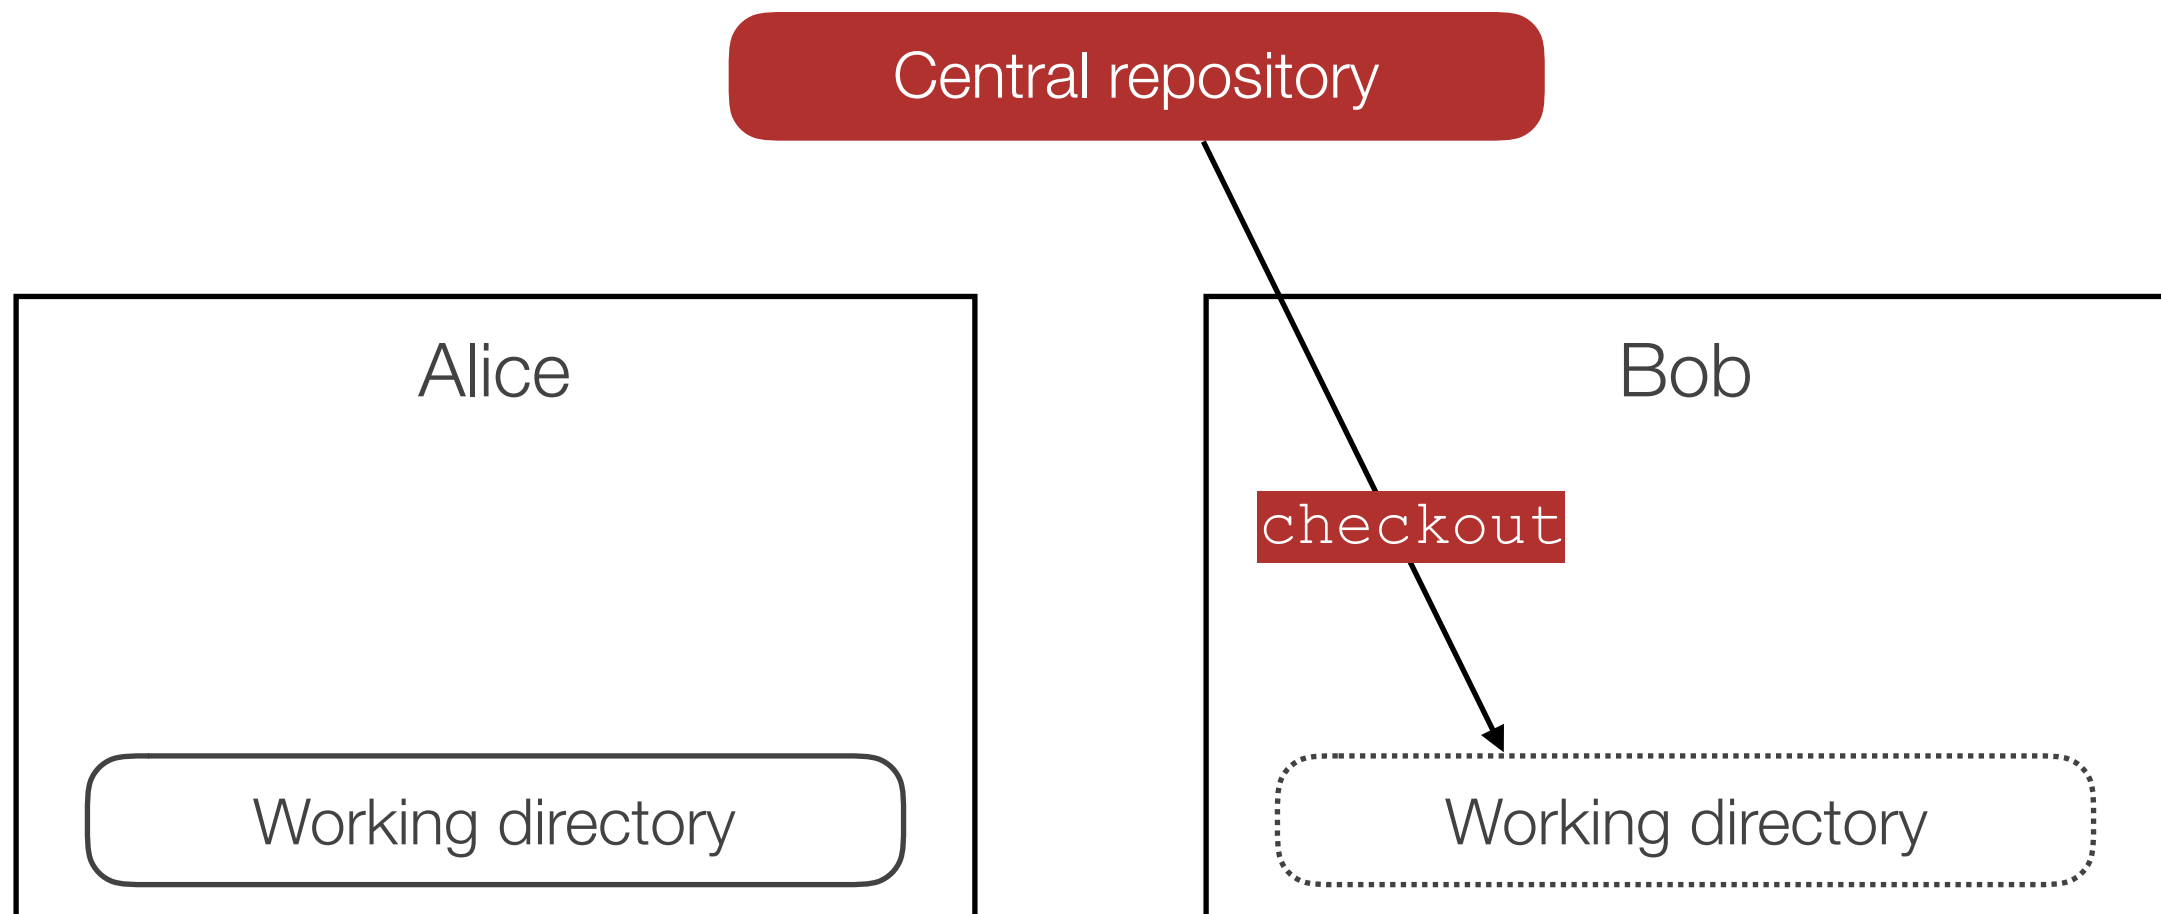 Central repository
Alice
Bob
checkout
Working directory
Working directory